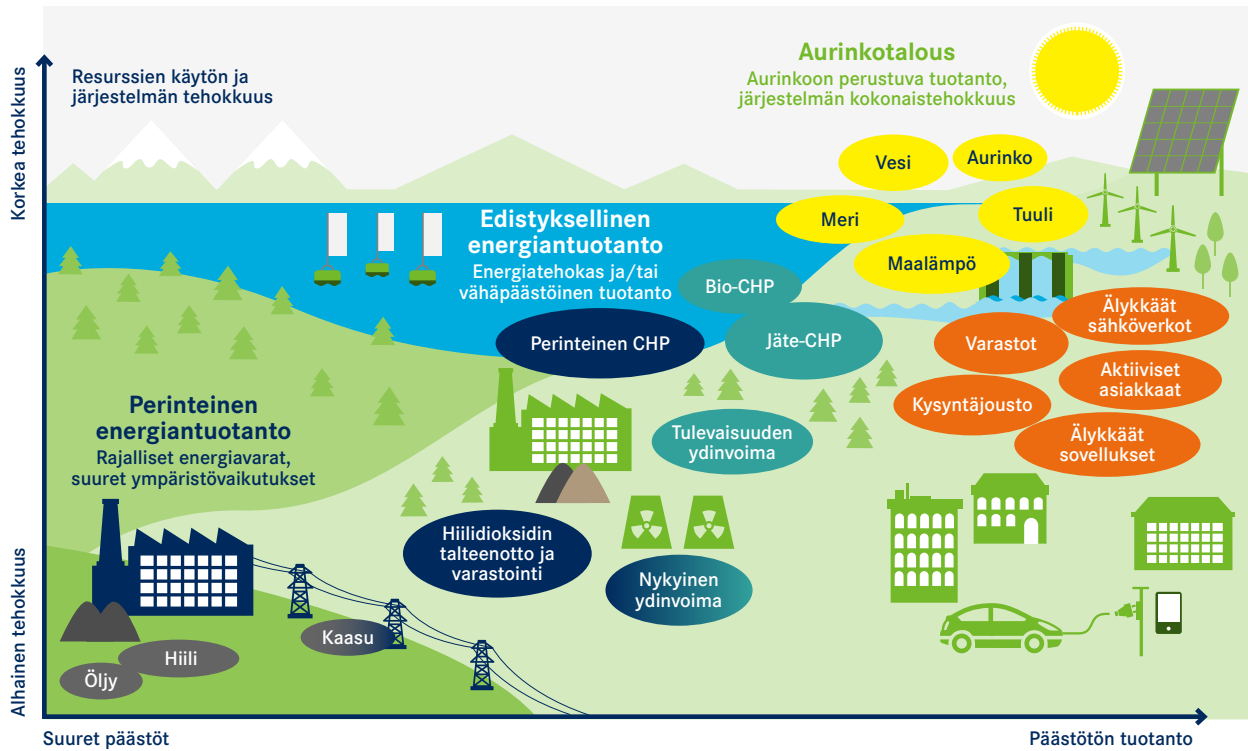 Korkea tehokkuus
Alhainen tehokkuus
Resurssien käytön ja
järjestelmän tehokkuus
Aurinkotalous
Aurinkoon perustuva tuotanto,
järjestelmän kokonaistehokkuus
Vesi
Aurinko
Meri
Tuuli
Maalämpö
Edistyksellinen
energiantuotanto
Energiatehokas ja/tai
vähäpäästöinen tuotanto
Bio-CHP
Perinteinen CHP
Jäte-CHP
Älykkäät
sähköverkot
Varastot
Aktiiviset
asiakkaat
Kysyntäjousto
Älykkäät
sovellukset
Tulevaisuuden
ydinvoima
Perinteinen
energiantuotanto
Rajalliset energiavarat,
suuret ympäristövaikutukset
Hiilidioksidin
talteenotto ja
varastointi
Nykyinen
ydinvoima
Kaasu
Hiili
Öljy
Suuret päästöt
Päästötön tuotanto